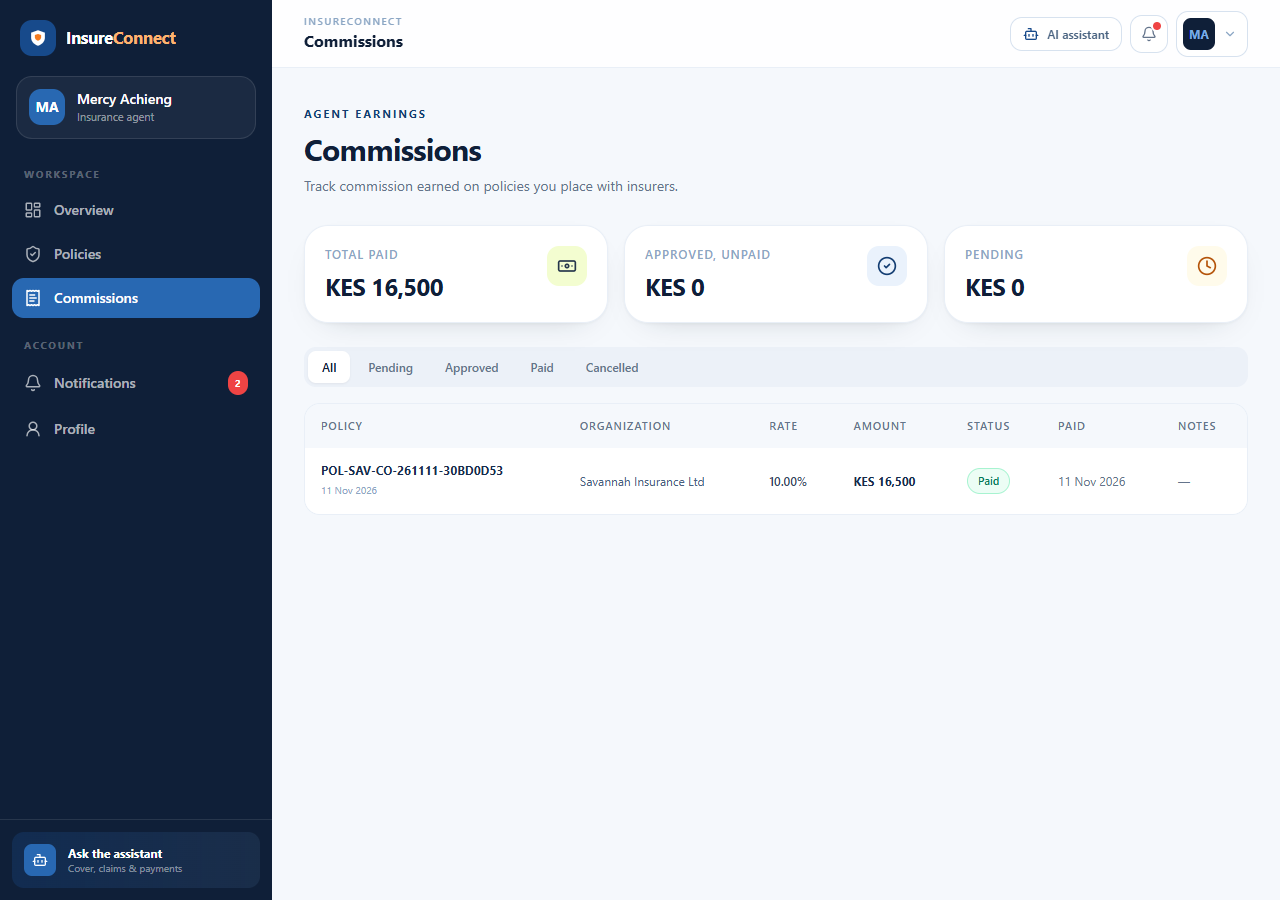 InsureConnect
MA
Mercy Achieng
Insurance agent
WORKSPACE
Overview
Policies
Commissions
ACCOUNT
Notifications
2
Profile
Ask the assistant
Cover, claims & payments
INSURECONNECT
Commissions
AI assistant
MA
AGENT EARNINGS
Commissions
Track commission earned on policies you place with insurers.
TOTAL PAID
KES 16,500
APPROVED, UNPAID
KES 0
PENDING
KES 0
All Pending Approved Paid Cancelled
POLICY ORGANIZATION RATE AMOUNT STATUS PAID NOTES
POL-SAV-CO-261111-30BD0D53
11 Nov 2026
Savannah Insurance Ltd 10.00% KES 16,500 Paid 11 Nov 2026 —